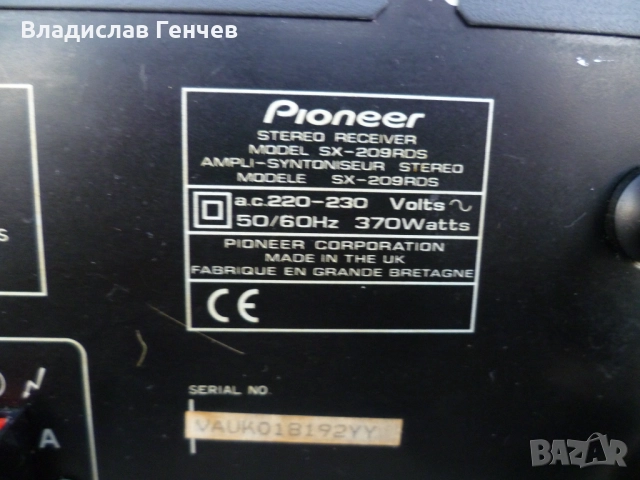 Владислав Генчев
Pioneer
STEREO RECEIVER
MODEL SX-209RDS
AMPLI-SYNTONISEUR STEREO
MODELE SX-209RDS
a.c.220-230 Volts~
50/60Hz 370Watts
PIONEER CORPORATION
MADE IN THE UK
FABRIQUE EN GRANDE BRETAGNE
CE
S
SERIAL NO.
VAUK018192YY
A
BAZAR